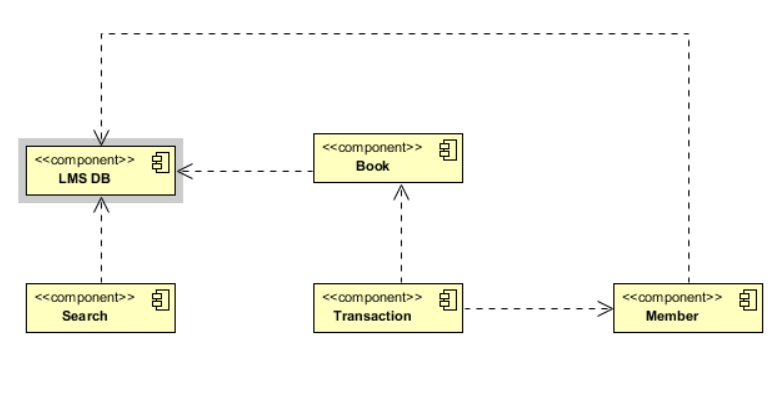 <<component>>
LMS DB
<<component>>
Book
<<component>>
Search
<<component>>
Transaction
<<component>>
Member